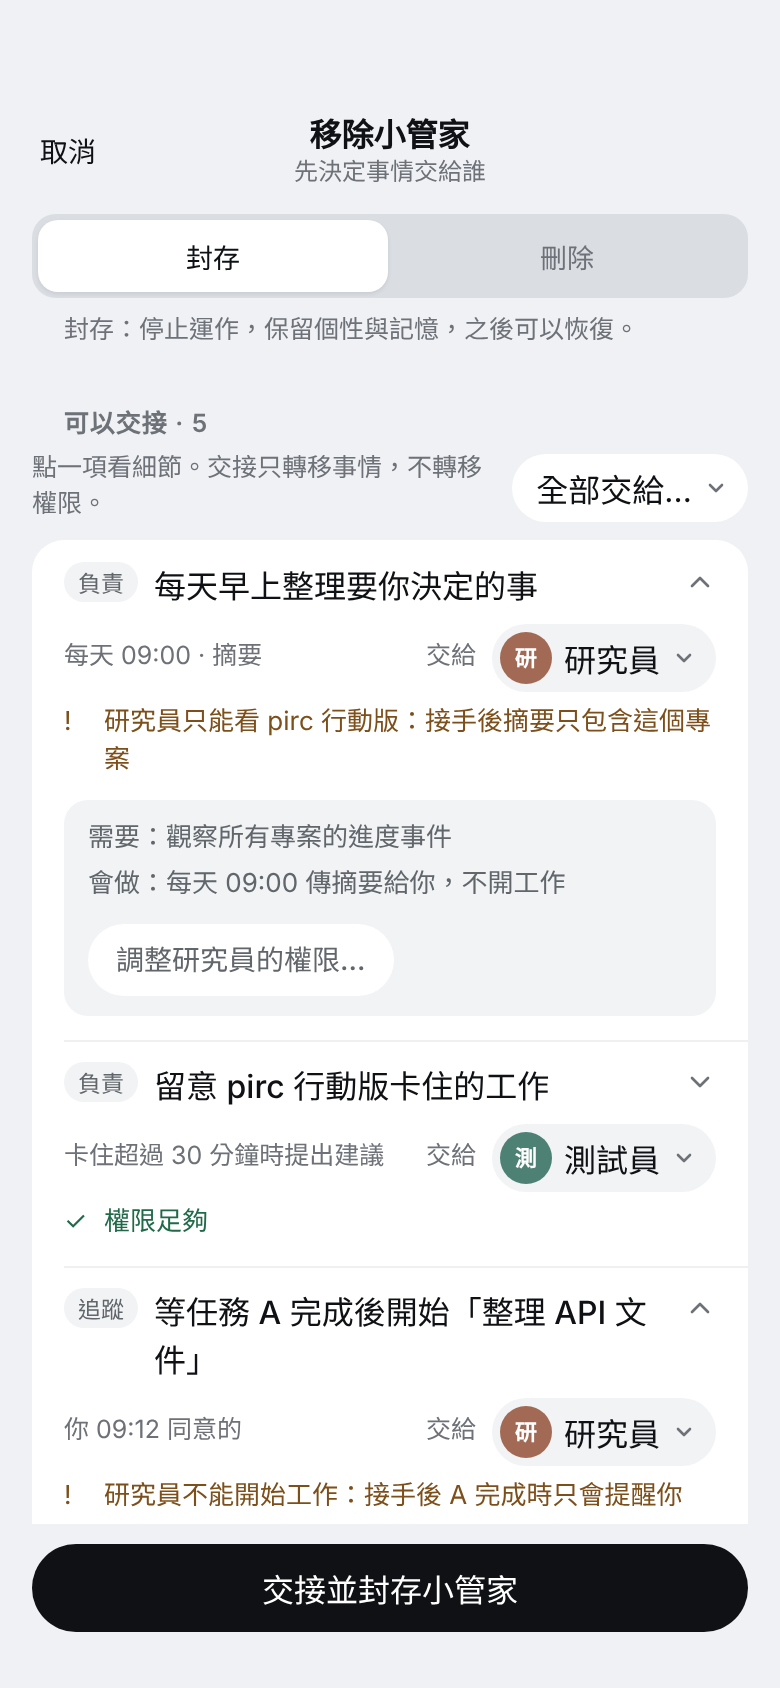 取消
移除小管家
先決定事情交給誰
封存
刪除
封存：停止運作，保留個性與記憶，之後可以恢復。
可以交接 · 5
點一項看細節。交接只轉移事情，不轉移
權限。
全部交給...
負責
每天早上整理要你決定的事
每天 09:00 · 摘要
交給
研
研究員
! 研究員只能看 pirc 行動版：接手後摘要只包含這個專
案
需要：觀察所有專案的進度事件
會做：每天 09:00 傳摘要給你，不開工作
調整研究員的權限...
負責
留意 pirc 行動版卡住的工作
卡住超過 30 分鐘時提出建議
交給
測
測試員
✓ 權限足夠
追蹤
等任務 A 完成後開始「整理 API 文
件」
你 09:12 同意的
交給
研
研究員
! 研究員不能開始工作：接手後 A 完成時只會提醒你
交接並封存小管家